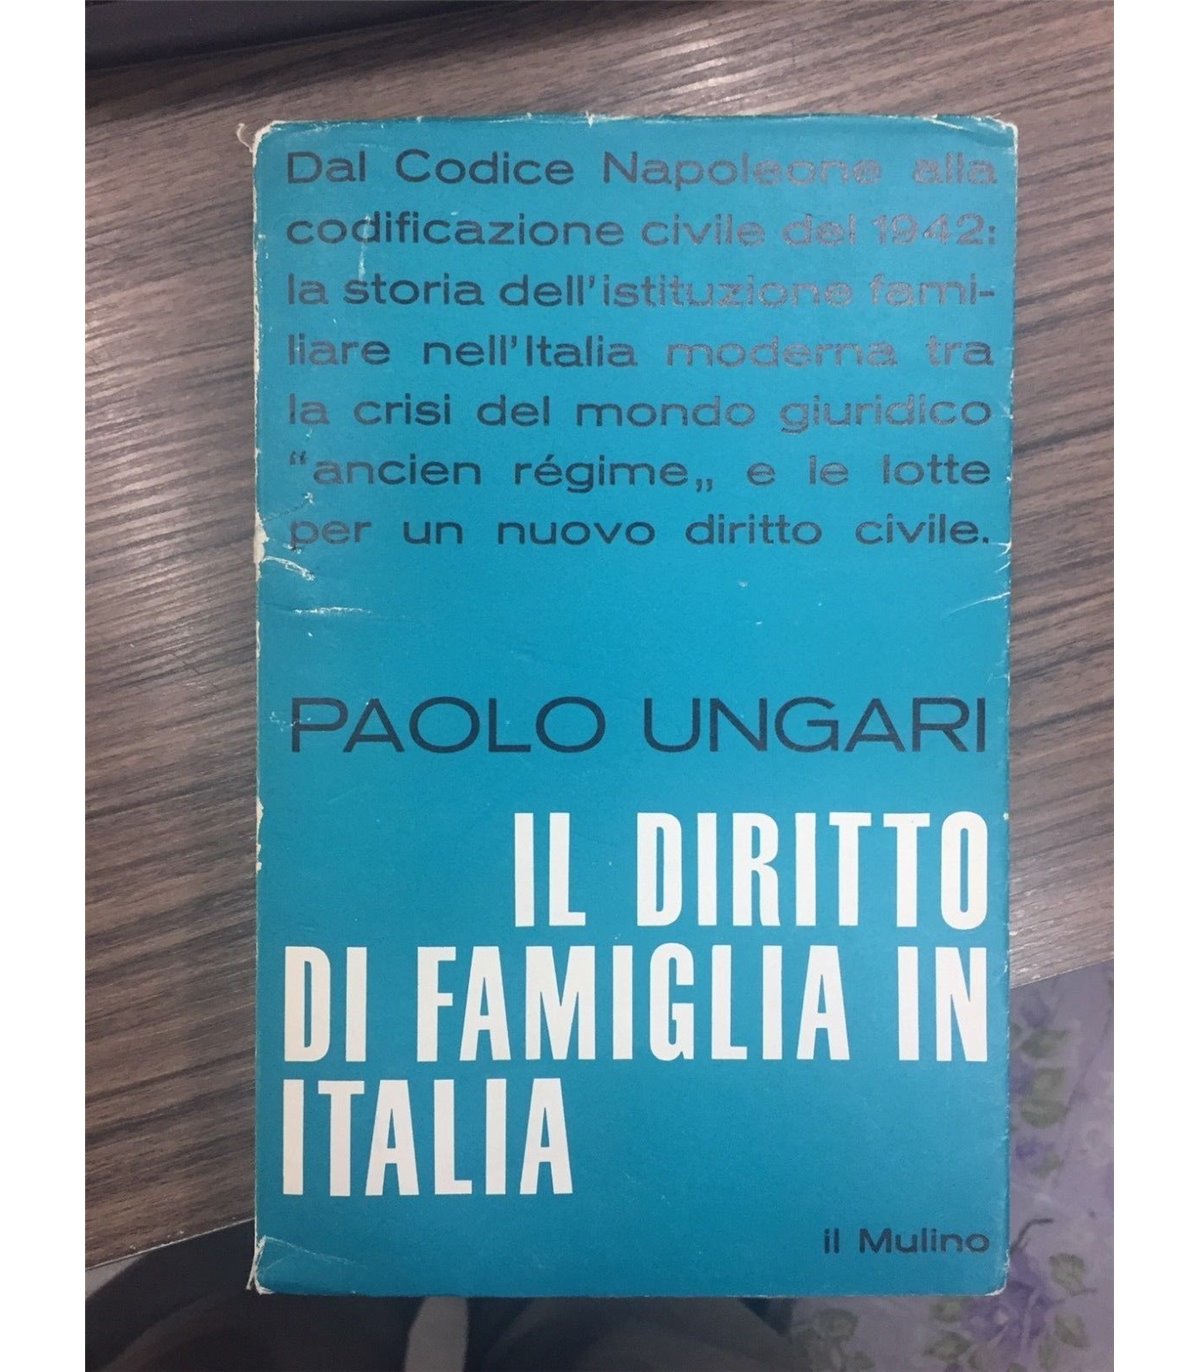 Dal Codice Napoleone alla
codificazione civile del 1942:
la storia dell'istituzione fami-
liare nell'Italia moderna tra
la crisi del mondo giuridico
“ancien régime„ e le lotte
per un nuovo diritto civile.
PAOLO UNGARI
IL DIRITTO
DI FAMIGLIA IN
ITALIA
il Mulino